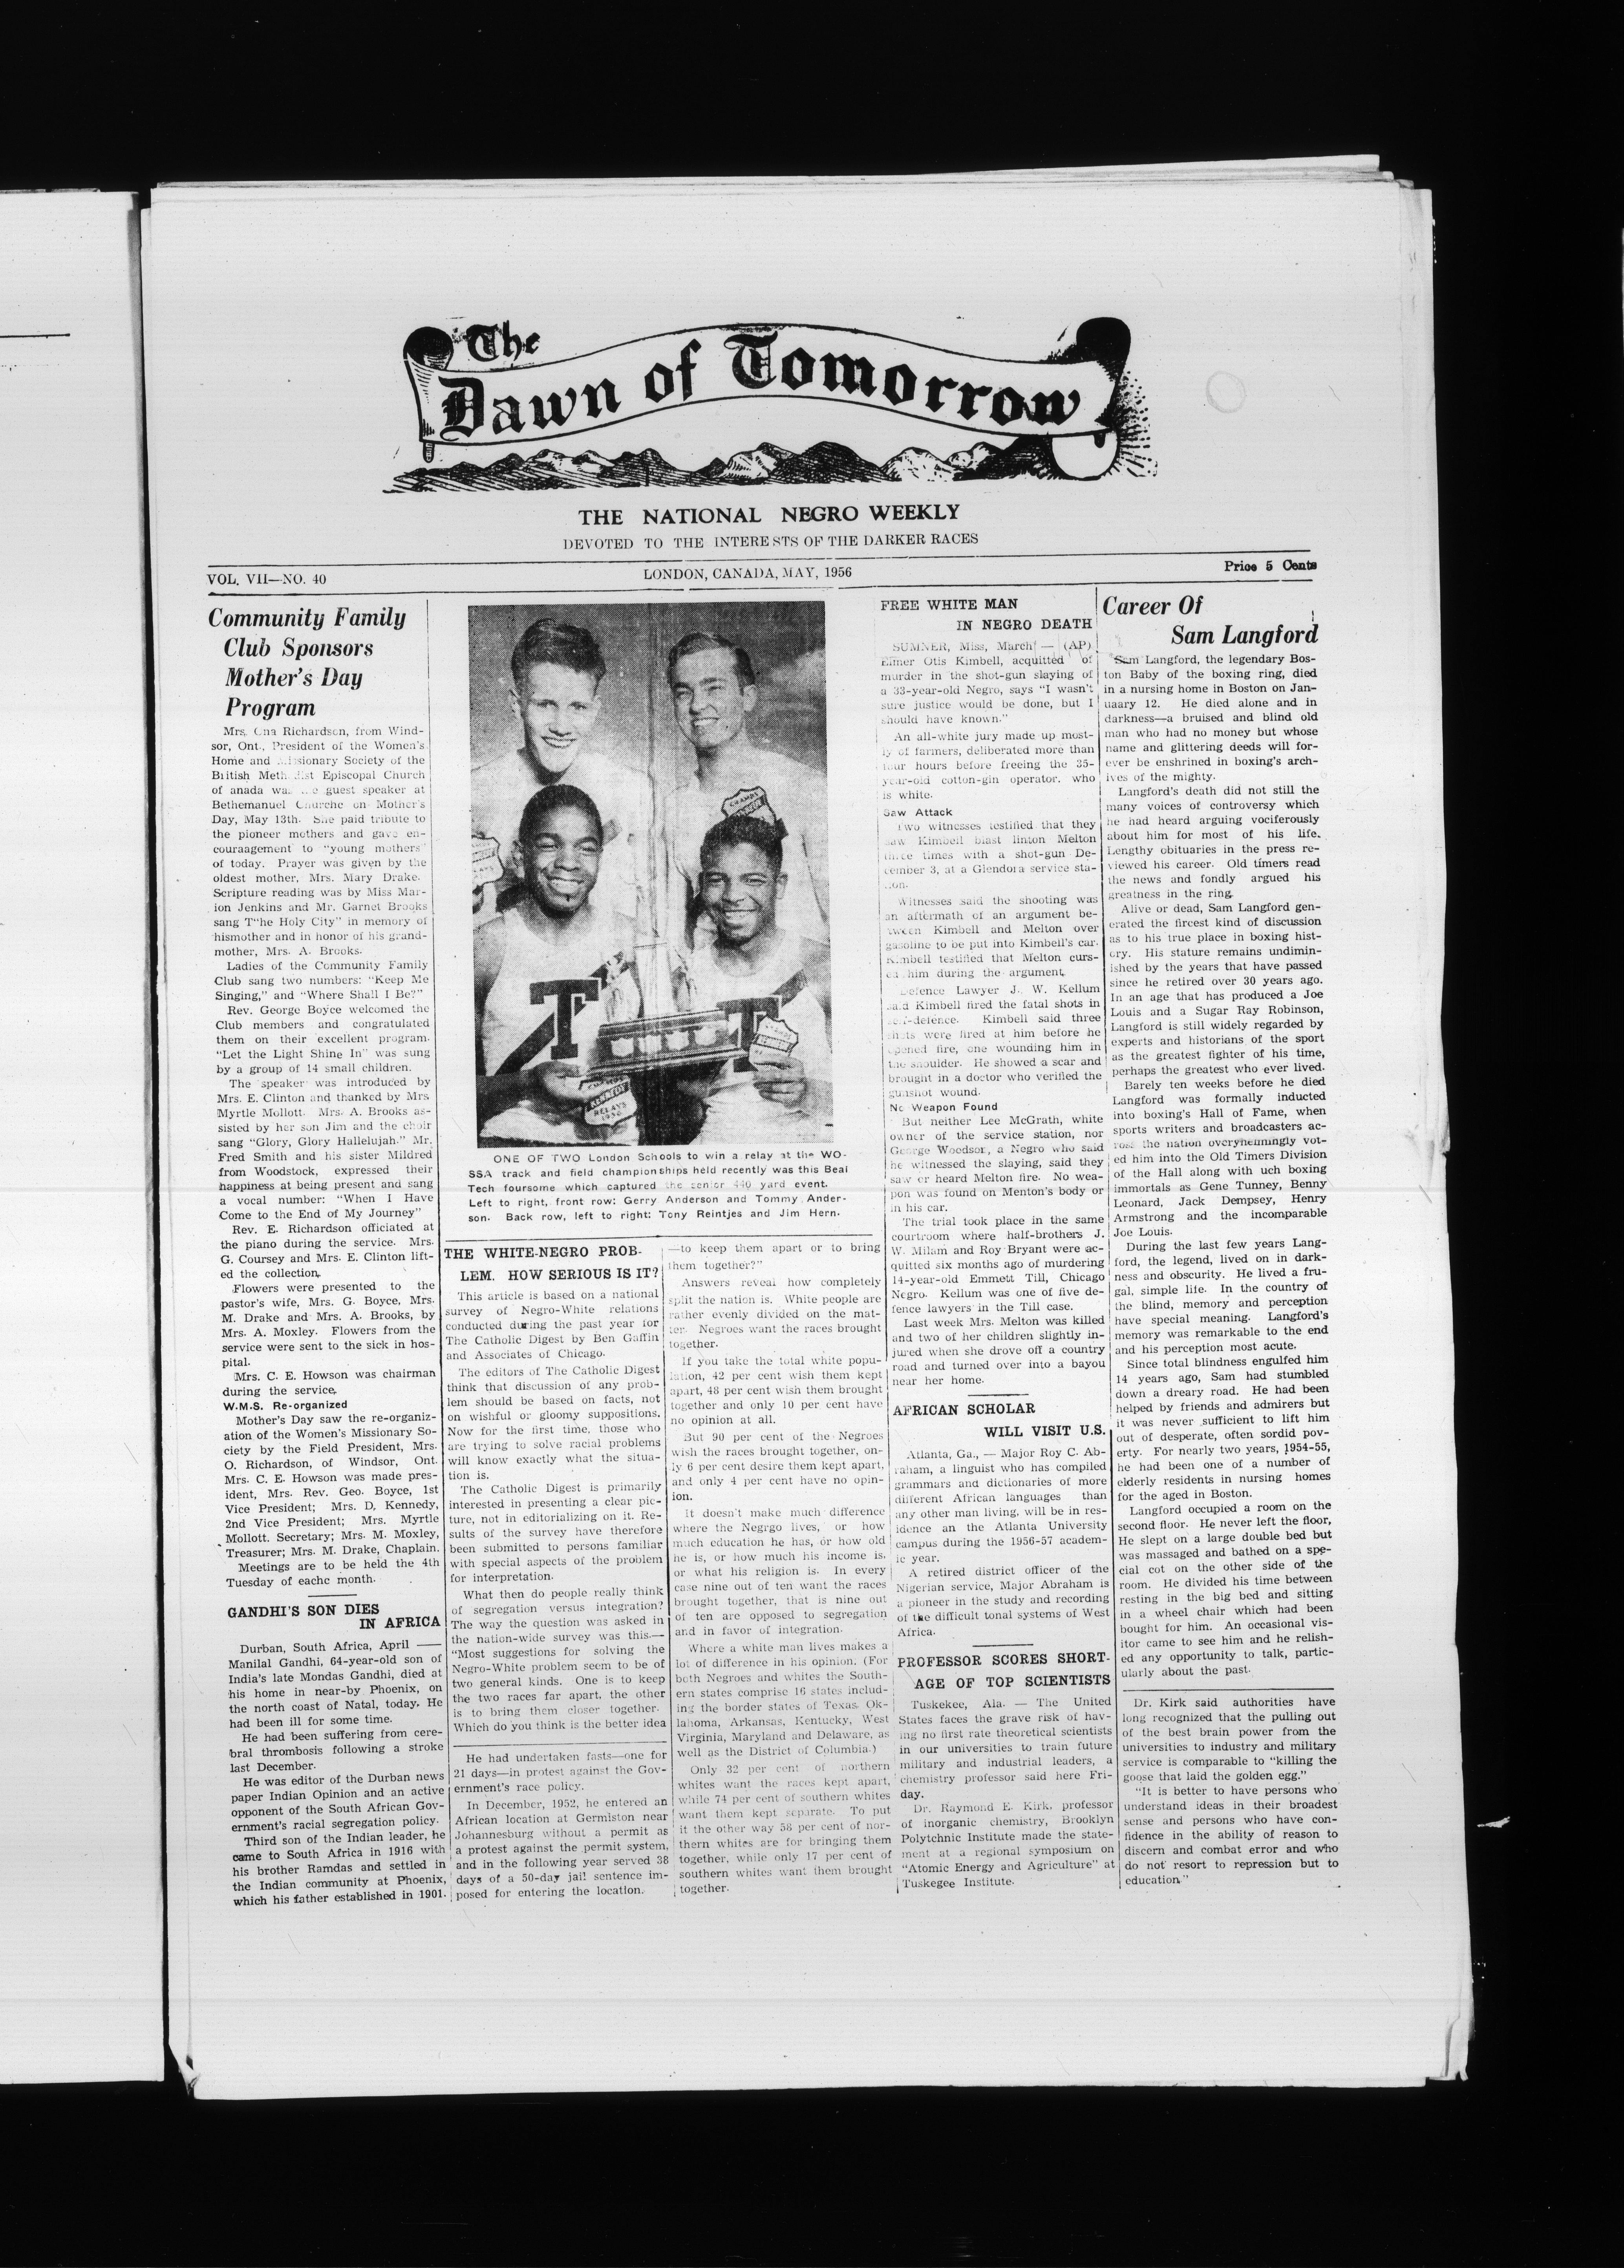 The
Dawn of Tomorrow
THE NATIONAL NEGRO WEEKLY
DEVOTED TO THE INTERESTS OF THE DARKER RACES
VOL. VII—NO. 40
LONDON, CANADA, MAY, 1956
Price 5 Cents
Community Family
Club Sponsors
Mother's Day
Program
Mrs. Ona Richardson, from Wind-
sor, Ont., President of the Women's
Home and Missionary Society of the
British Meth dist Episcopal Church
of anada was guest speaker at
Bethemanuel Churche on Mother's
Day, May 13th. She paid tribute to
the pioneer mothers and gave en-
couraagement to "young mothers"
of today. Prayer was given by the
oldest mother, Mrs. Mary Drake.
Scripture reading was by Miss Mar-
ion Jenkins and Mr. Garnet Brooks
sang T"he Holy City" in memory of
hismother and in honor of his grand-
mother, Mrs. A. Brooks.
Ladies of the Community Family
Club sang two numbers: "Keep Me
Singing," and "Where Shall I Be?"
Rev. George Boyce welcomed the
Club members and congratulated
them on their excellent program.
"Let the Light Shine In" was sung
by a group of 14 small children.
The speaker was introduced by
Mrs. E. Clinton and thanked by Mrs
Myrtle Mollott. Mrs. A. Brooks as-
sisted by her son Jim and the choir
sang "Glory, Glory Hallelujah." Mr.
Fred Smith and his sister Mildred
from Woodstock, expressed their
happiness at being present and sang
a vocal number: "When I Have
Come to the End of My Journey"
Rev. E. Richardson officiated at
the piano during the service. Mrs.
G. Coursey and Mrs. E. Clinton lift-
ed the collection.
Flowers were presented to the
pastor's wife, Mrs. G. Boyce, Mrs.
M. Drake and Mrs. A. Brooks, by
Mrs. A. Moxley. Flowers from the
service were sent to the sick in hos-
pital.
Mrs. C. E. Howson was chairman
during the service.
W.M.S. Re-organized
Mother's Day saw the re-organiz-
ation of the Women's Missionary So-
ciety by the Field President, Mrs.
O. Richardson, of Windsor, Ont.
Mrs. C. E. Howson was made pres-
ident, Mrs. Rev. Geo. Boyce, 1st
Vice President; Mrs. D. Kennedy,
2nd Vice President; Mrs. Myrtle
Mollott. Secretary; Mrs. M. Moxley,
Treasurer; Mrs. M. Drake, Chaplain.
Meetings are to be held the 4th
Tuesday of eachc month.
GANDHI'S SON DIES
IN AFRICA
Durban, South Africa, April —
Manilal Gandhi, 64-year-old son of
India's late Mondas Gandhi, died at
his home in near-by Phoenix, on
the north coast of Natal, today. He
had been ill for some time.
He had been suffering from cere-
bral thrombosis following a stroke
last December.
He was editor of the Durban news
paper Indian Opinion and an active
opponent of the South African Gov-
ernment's racial segregation policy.
Third son of the Indian leader, he
came to South Africa in 1916 with
his brother Ramdas and settled in
the Indian community at Phoenix,
which his father established in 1901.
CHAMPS
KENNEDY
RELAYS
1956
ONE OF TWO London Schools to win a relay at the WO-
SSA track and field championships held recently was this Beal
Tech foursome which captured the senior 440 yard event.
Left to right, front row: Gerry Anderson and Tommy Ander-
son. Back row, left to right: Tony Reintjes and Jim Hern.
THE WHITE-NEGRO PROB-
LEM. HOW SERIOUS IS IT?
This article is based on a national
survey of Negro-White relations
conducted during the past year for
The Catholic Digest by Ben Gaffin
and Associates of Chicago.
The editors of The Catholic Digest
think that discussion of any prob-
lem should be based on facts, not
on wishful or gloomy suppositions.
Now for the first time, those who
are trying to solve racial problems
will know exactly what the situa-
tion is.
The Catholic Digest is primarily
interested in presenting a clear pic-
ture, not in editorializing on it. Re-
sults of the survey have therefore
been submitted to persons familiar
with special aspects of the problem
for interpretation.
What then do people really think
of segregation versus integration?
The way the question was asked in
the nation-wide survey was this.—
"Most suggestions for solving the
Negro-White problem seem to be of
two general kinds. One is to keep
the two races far apart, the other
is to bring them closer together.
Which do you think is the better idea
He had undertaken fasts—one for
21 days—in protest against the Gov-
ernment's race policy.
In December, 1952, he entered an
African location at Germiston near
Johannesburg without a permit as
a protest against the permit system,
and in the following year served 38
days of a 50-day jail sentence im-
posed for entering the location.
—to keep them apart or to bring
them together?"
Answers reveal how completely
split the nation is. White people are
rather evenly divided on the mat-
ter. Negroes want the races brought
together.
If you take the total white popu-
lation, 42 per cent wish them kept
apart, 48 per cent wish them brought
together and only 10 per cent have
no opinion at all.
But 90 per cent of the Negroes
wish the races brought together, on-
ly 6 per cent desire them kept apart,
and only 4 per cent have no opin-
ion.
It doesn't make much difference
where the Negrgo lives, or how
much education he has, or how old
he is, or how much his income is,
or what his religion is. In every
case nine out of ten want the races
brought together, that is nine out
of ten are opposed to segregation
and in favor of integration.
Where a white man lives makes a
lot of difference in his opinion. (For
both Negroes and whites the South-
ern states comprise 16 states includ-
ing the border states of Texas, Ok-
lahoma, Arkansas, Kentucky, West
Virginia, Maryland and Delaware, as
well as the District of Columbia.)
Only 32 per cent of northern
whites want the races kept apart,
while 74 per cent of southern whites
want them kept separate. To put
it the other way 58 per cent of nor-
thern whites are for bringing them
together, while only 17 per cent of
southern whites want them brought
together.
FREE WHITE MAN
IN NEGRO DEATH
SUMNER, Miss, March — (AP)
Elmer Otis Kimbell, acquitted of
murder in the shot-gun slaying of
a 33-year-old Negro, says "I wasn't
sure justice would be done, but I
should have known."
An all-white jury made up most-
ly of farmers, deliberated more than
four hours before freeing the 35-
year-old cotton-gin operator, who
is white.
Saw Attack
Two witnesses testified that they
saw Kimbell blast linton Melton
three times with a shot-gun De-
cember 3, at a Glendora service sta-
tion.
Witnesses said the shooting was
an aftermath of an argument be-
tween Kimbell and Melton over
gasoline to be put into Kimbell's car.
Kimbell testified that Melton curs-
ed him during the argument.
Defence Lawyer J. W. Kellum
said Kimbell fired the fatal shots in
self-defence. Kimbell said three
shots were fired at him before he
opened fire, one wounding him in
the shoulder. He showed a scar and
brought in a doctor who verified the
gunshot wound.
No Weapon Found
But neither Lee McGrath, white
owner of the service station, nor
George Woodson, a Negro who said
he witnessed the slaying, said they
saw or heard Melton fire. No wea-
pon was found on Menton's body or
in his car.
The trial took place in the same
courtroom where half-brothers J.
W. Milam and Roy Bryant were ac-
quitted six months ago of murdering
14-year-old Emmett Till, Chicago
Negro. Kellum was one of five de-
fence lawyers in the Till case.
Last week Mrs. Melton was killed
and two of her children slightly in-
jured when she drove off a country
road and turned over into a bayou
near her home.
AFRICAN SCHOLAR
WILL VISIT U.S.
Atlanta, Ga., — Major Roy C. Ab-
raham, a linguist who has compiled
grammars and dictionaries of more
different African languages than
any other man living, will be in res-
idence an the Atlanta University
campus during the 1956-57 academ-
ic year.
A retired district officer of the
Nigerian service, Major Abraham is
a pioneer in the study and recording
of the difficult tonal systems of West
Africa.
PROFESSOR SCORES SHORT-
AGE OF TOP SCIENTISTS
Tuskekee, Ala. — The United
States faces the grave risk of hav-
ing no first rate theoretical scientists
in our universities to train future
military and industrial leaders, a
chemistry professor said here Fri-
day.
Dr. Raymond E. Kirk, professor
of inorganic chemistry, Brooklyn
Polytchnic Institute made the state-
ment at a regional symposium on
"Atomic Energy and Agriculture" at
Tuskegee Institute.
Career Of
Sam Langford
Sam Langford, the legendary Bos-
ton Baby of the boxing ring, died
in a nursing home in Boston on Jan-
uaary 12. He died alone and in
darkness—a bruised and blind old
man who had no money but whose
name and glittering deeds will for-
ever be enshrined in boxing's arch-
ives of the mighty.
Langford's death did not still the
many voices of controversy which
he had heard arguing vociferously
about him for most of his life.
Lengthy obituaries in the press re-
viewed his career. Old timers read
the news and fondly argued his
greatness in the ring.
Alive or dead, Sam Langford gen-
erated the fircest kind of discussion
as to his true place in boxing hist-
ory. His stature remains undimin-
ished by the years that have passed
since he retired over 30 years ago.
In an age that has produced a Joe
Louis and a Sugar Ray Robinson,
Langford is still widely regarded by
experts and historians of the sport
as the greatest fighter of his time,
perhaps the greatest who ever lived.
Barely ten weeks before he died
Langford was formally inducted
into boxing's Hall of Fame, when
sports writers and broadcasters ac-
ross the nation overyhelmingly vot-
ed him into the Old Timers Division
of the Hall along with uch boxing
immortals as Gene Tunney, Benny
Leonard, Jack Dempsey, Henry
Armstrong and the incomparable
Joe Louis.
During the last few years Lang-
ford, the legend, lived on in dark-
ness and obscurity. He lived a fru-
gal, simple life. In the country of
the blind, memory and perception
have special meaning. Langford's
memory was remarkable to the end
and his perception most acute.
Since total blindness engulfed him
14 years ago, Sam had stumbled
down a dreary road. He had been
helped by friends and admirers but
it was never sufficient to lift him
out of desperate, often sordid pov-
erty. For nearly two years, 1954-55,
he had been one of a number of
elderly residents in nursing homes
for the aged in Boston.
Langford occupied a room on the
second floor. He never left the floor,
He slept on a large double bed but
was massaged and bathed on a spe-
cial cot on the other side of the
room. He divided his time between
resting in the big bed and sitting
in a wheel chair which had been
bought for him. An occasional vis-
itor came to see him and he relish-
ed any opportunity to talk, partic-
ularly about the past.
Dr. Kirk said authorities have
long recognized that the pulling out
of the best brain power from the
universities to industry and military
service is comparable to "killing the
goose that laid the golden egg."
"It is better to have persons who
understand ideas in their broadest
sense and persons who have con-
fidence in the ability of reason to
discern and combat error and who
do not resort to repression but to
education"